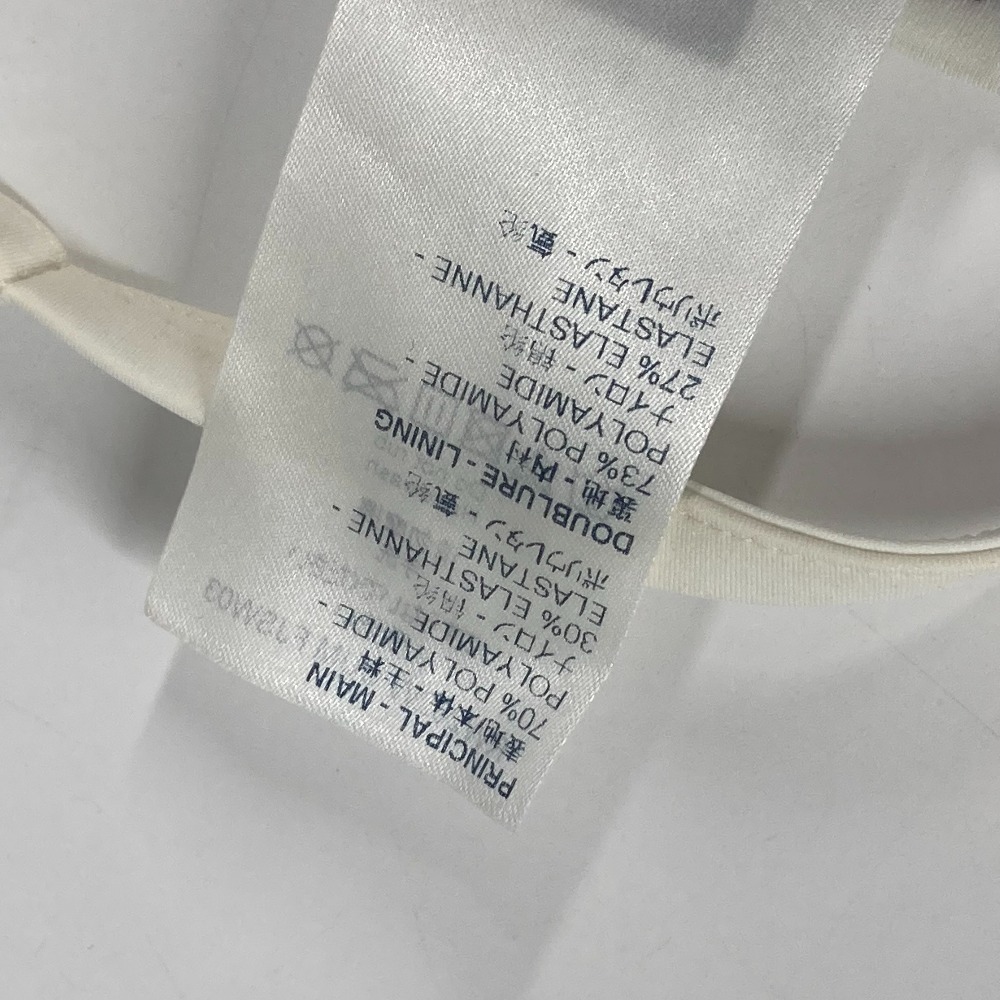 PRINCIPAL - MAIN
表地/本体 - 主料
70% POLYAMIDE -
POLYAMIDE
ナイロン - 锦纶
30% ELASTHANNE -
ELASTANE
ポリウレタン - 氨纶
DOUBLURE - LINING
裏地 - 内衬
73% POLYAMIDE -
POLYAMIDE
ナイロン - 锦纶
27% ELASTHANNE -
ELASTANE
ポリウレタン - 氨纶